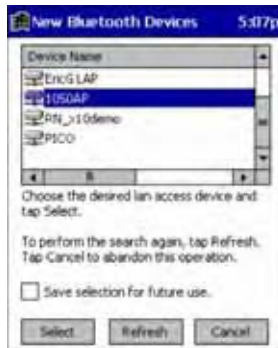 New Bluetooth Devices 5:07p
Device Name
EricG LAP
1050AP
RN_>10demo
PICO
Choose the desired lan access device and
tap Select.
To perform the search again, tap Refresh.
Tap Cancel to abandon this operation.
Save selection for future use.
Select Refresh Cancel